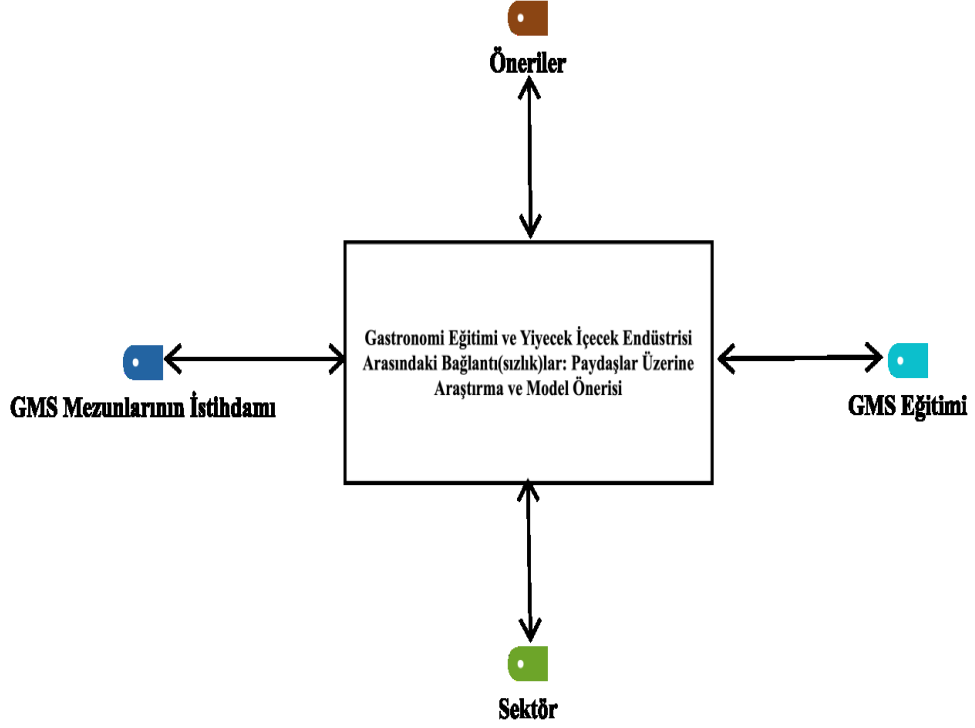 Öneriler
Gastronomi Eğitimi ve Yiyecek İçecek Endüstrisi
Arasındaki Bağlantı(sızlık)lar: Paydaşlar Üzerine
Araştırma ve Model Önerisi
GMS Mezunlarının İstihdamı
GMS Eğitimi
Sektör